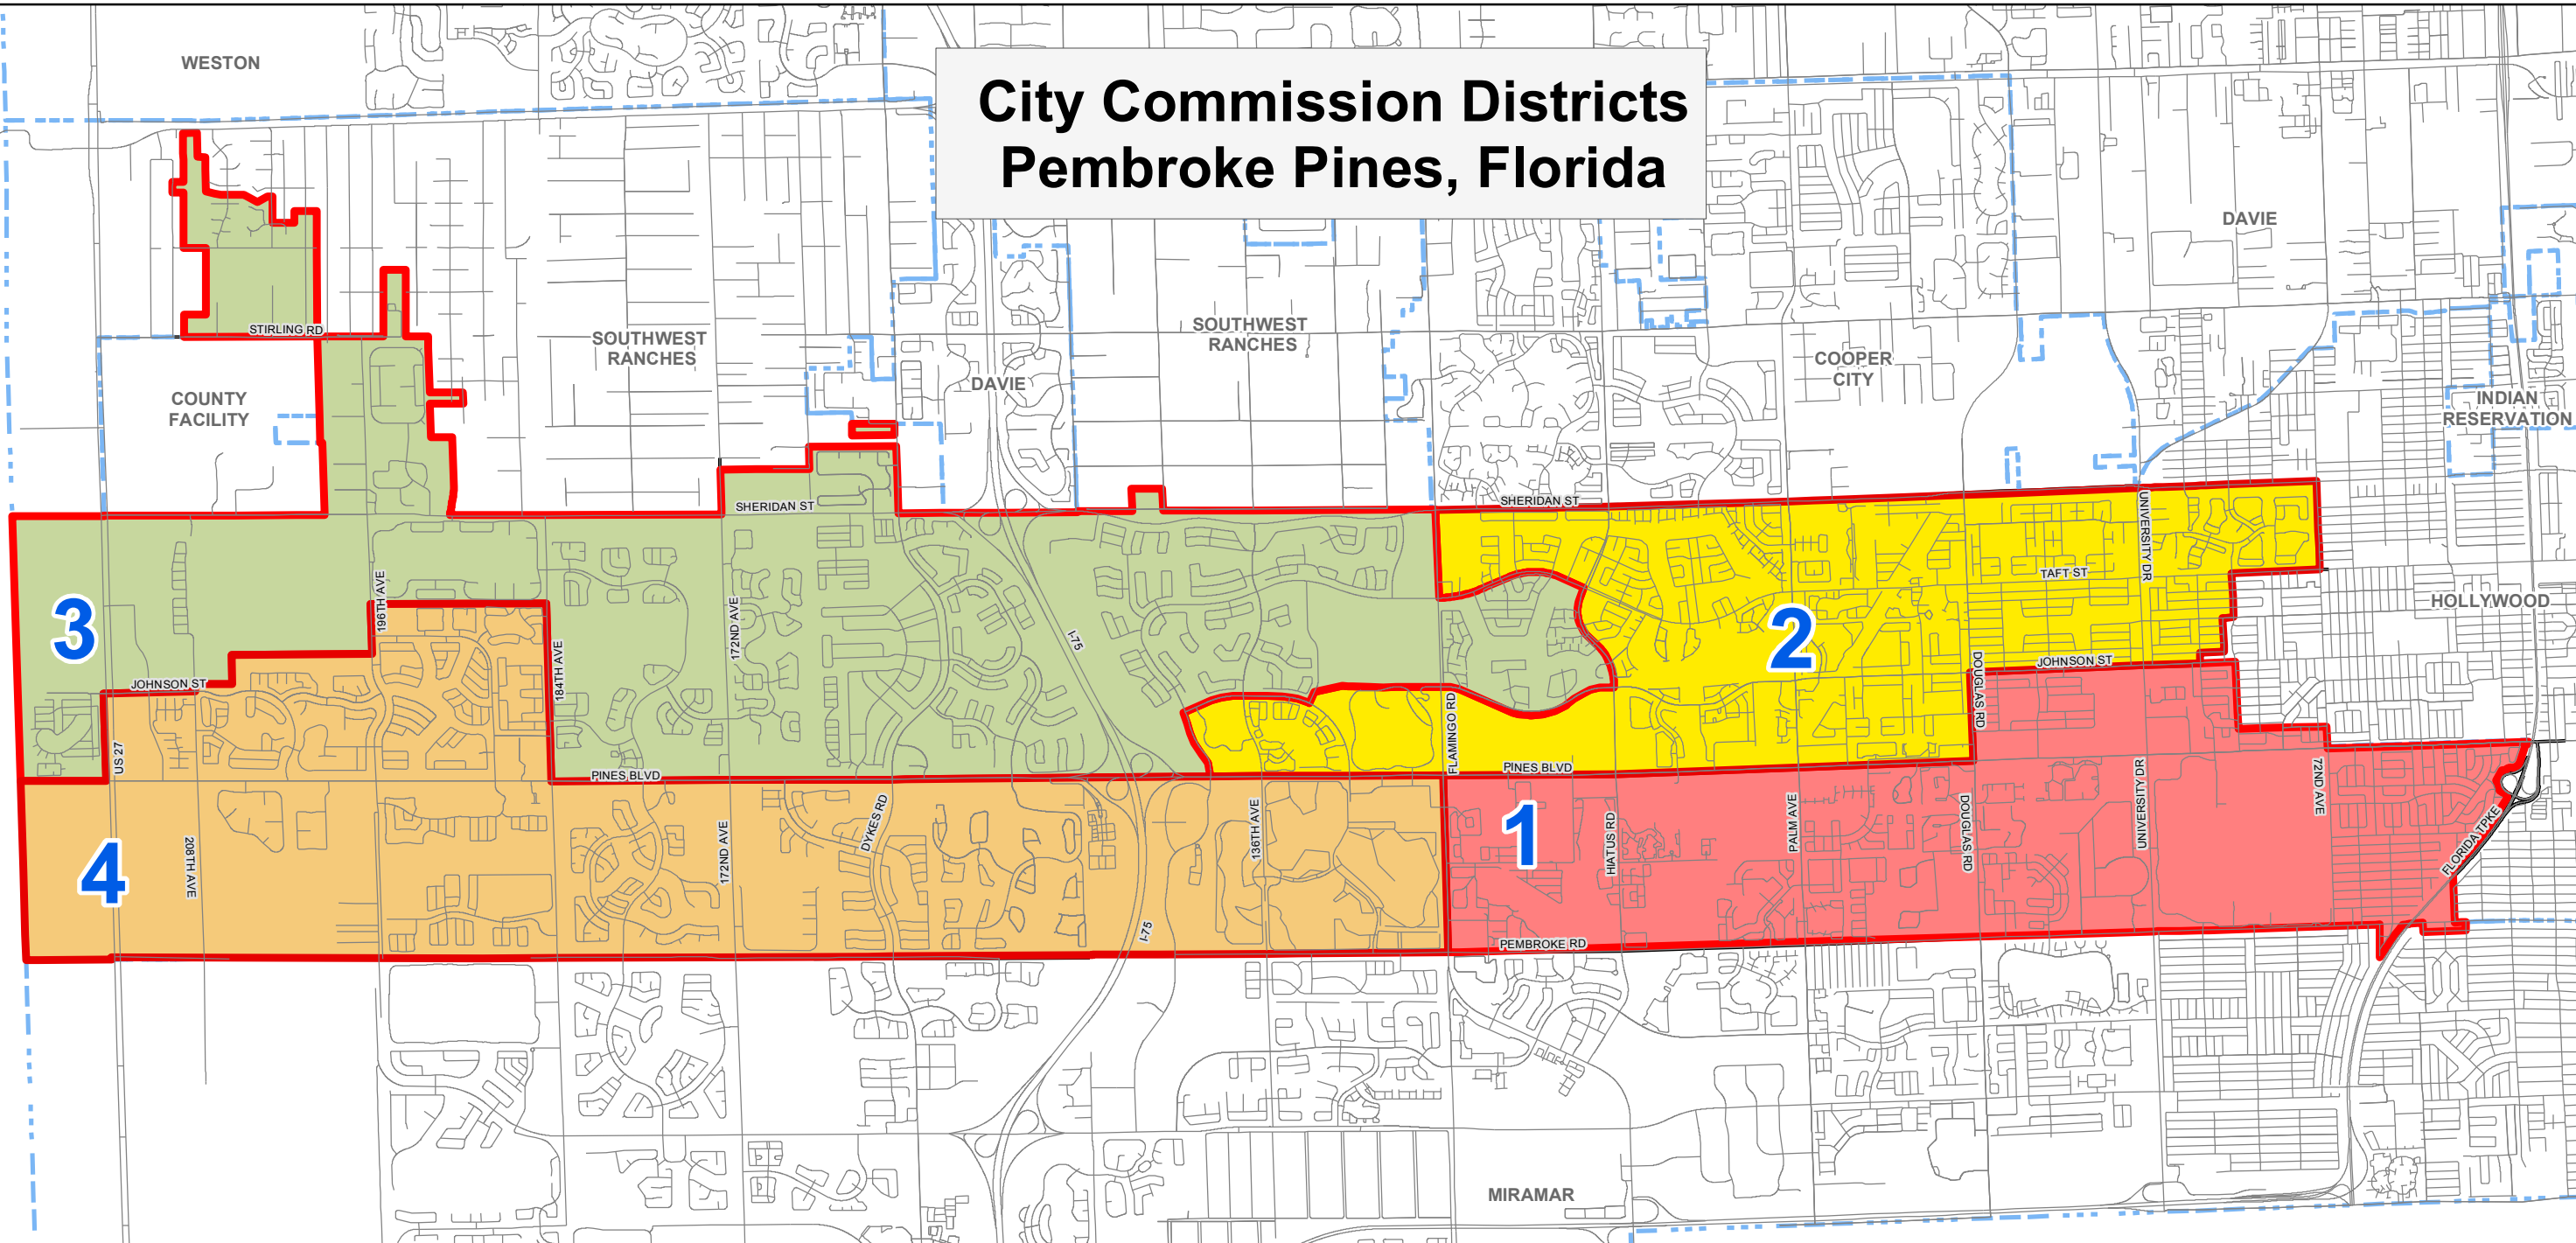 City Commission Districts
Pembroke Pines, Florida
WESTON
DAVIE
STIRLING RD
SOUTHWEST
RANCHES
SOUTHWEST
RANCHES
COOPER
CITY
DAVIE
COUNTY
FACILITY
INDIAN
RESERVATION
SHERIDAN ST
SHERIDAN ST
UNIVERSITY DR
TAFT ST
HOLLYWOOD
3
196TH AVE
172ND AVE
I-75
2
184TH AVE
JOHNSON ST
JOHNSON ST
DOUGLAS RD
FLAMINGO RD
US 27
PINES BLVD
PINES BLVD
72ND AVE
UNIVERSITY DR
4
208TH AVE
172ND AVE
DYKES RD
136TH AVE
1
HIATUS RD
PALM AVE
DOUGLAS RD
FLORIDA TPKE
I-75
PEMBROKE RD
MIRAMAR